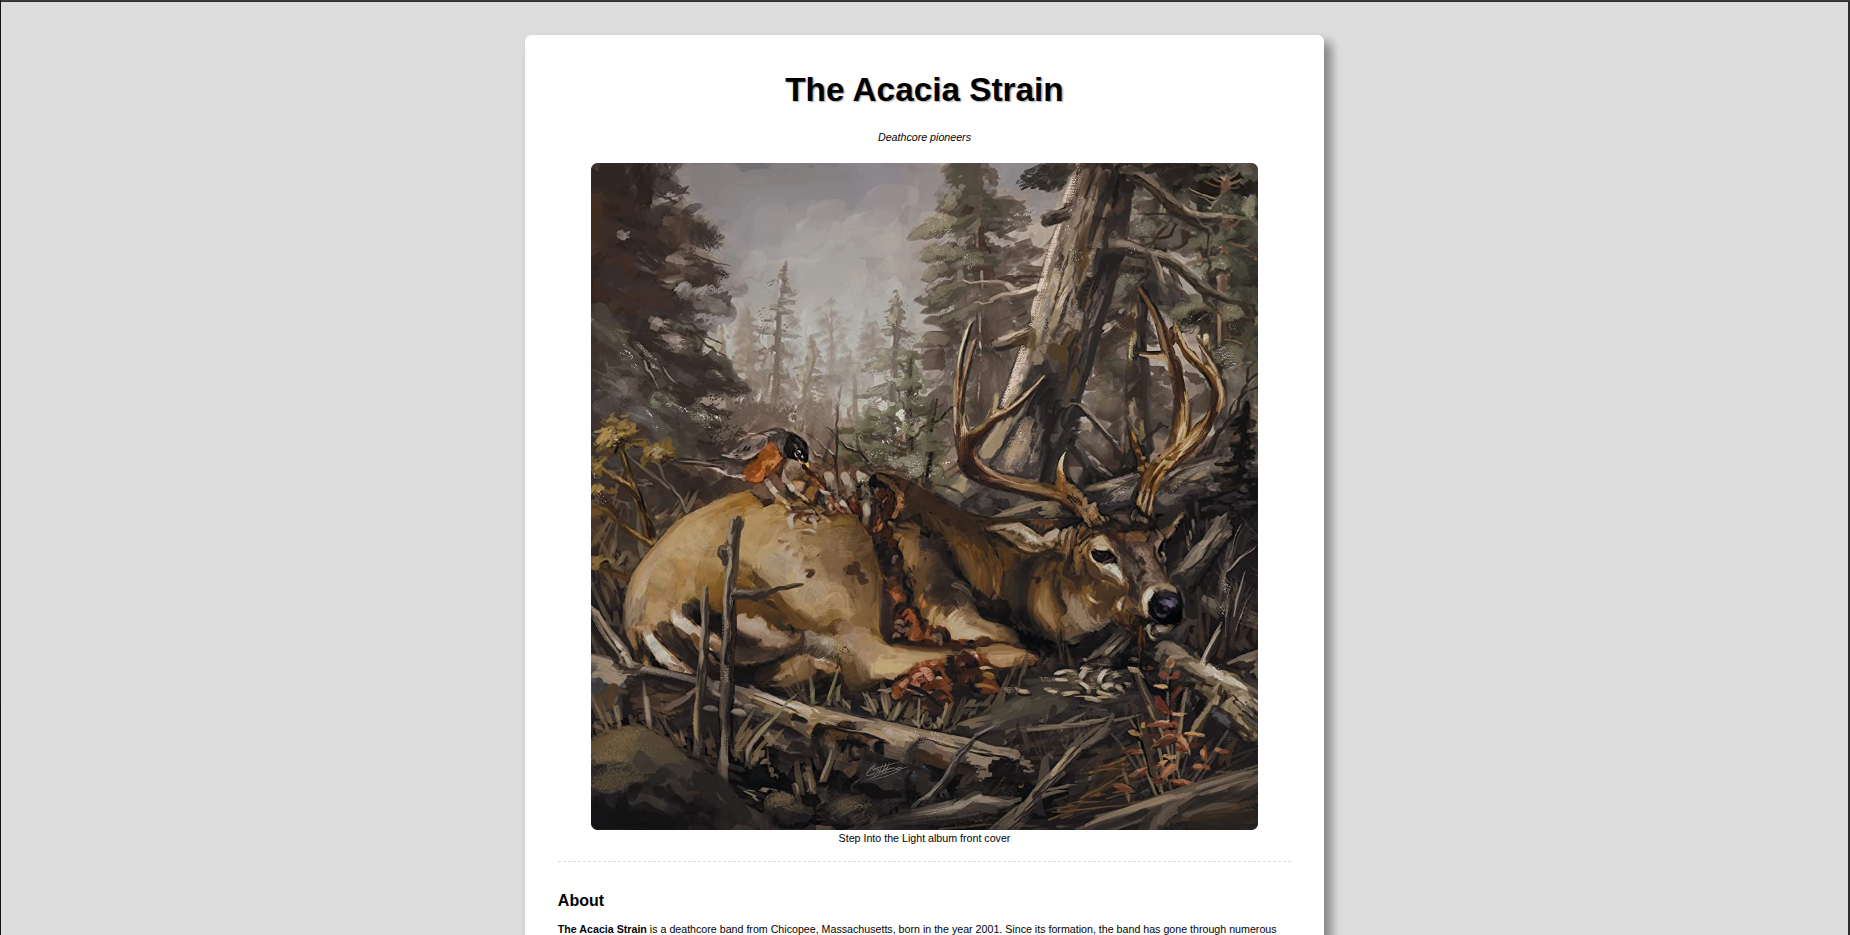 The Acacia Strain
Deathcore pioneers
Step Into the Light album front cover
About
The Acacia Strain is a deathcore band from Chicopee, Massachusetts, born in the year 2001. Since its formation, the band has gone through numerous